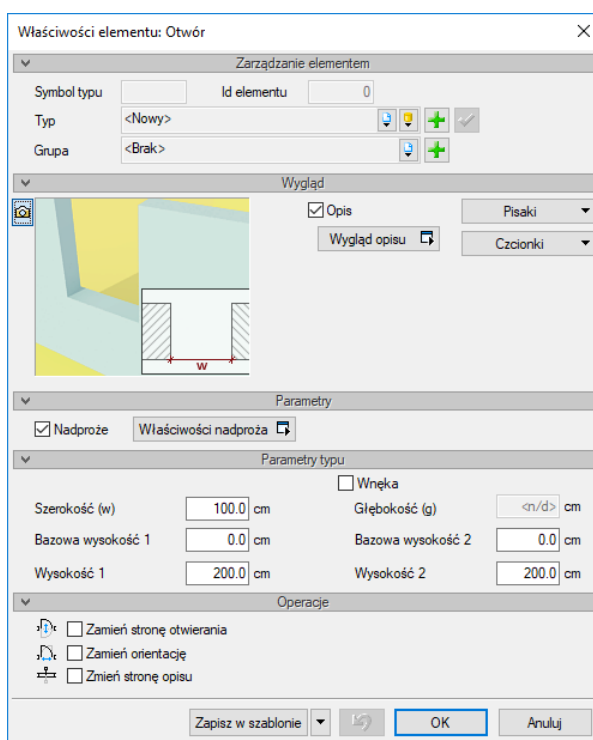 Właściwości elementu: Otwór
Zarządzanie elementem
Symbol typu Id elementu 0
Typ <Nowy>
Grupa <Brak>
Wygląd
Opis Pisaki
Wygląd opisu Czcionki
w
Parametry
Nadproże Właściwości nadproża
Parametry typu
Wnęka
Szerokość (w) 100.0 cm Głębokość (g) <n/d> cm
Bazowa wysokość 1 0.0 cm Bazowa wysokość 2 0.0 cm
Wysokość 1 200.0 cm Wysokość 2 200.0 cm
Operacje
Zamień stronę otwierania
Zamień orientację
Zmień stronę opisu
Zapisz w szablonie OK Anuluj